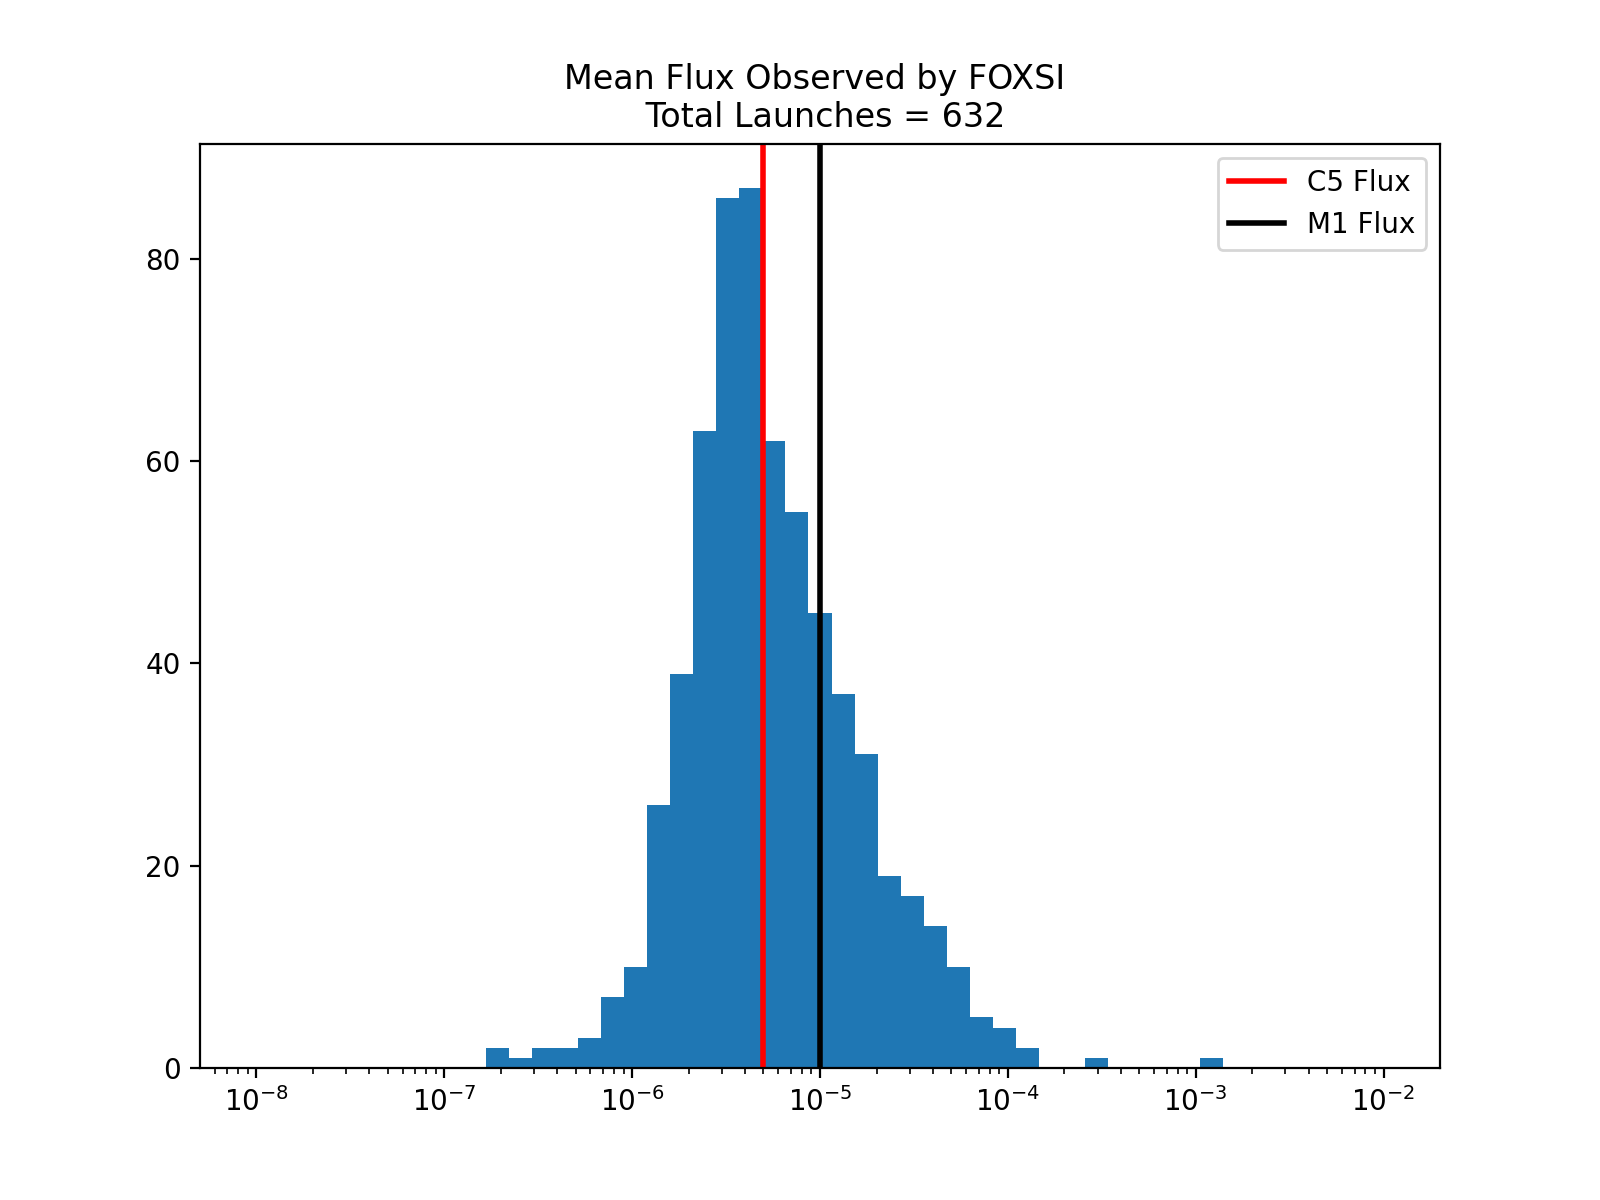 Mean Flux Observed by FOXSI
Total Launches = 632
C5 Flux
M1 Flux
80
60
40
20
0
10⁻⁸ 10⁻⁷ 10⁻⁶ 10⁻⁵ 10⁻⁴ 10⁻³ 10⁻²